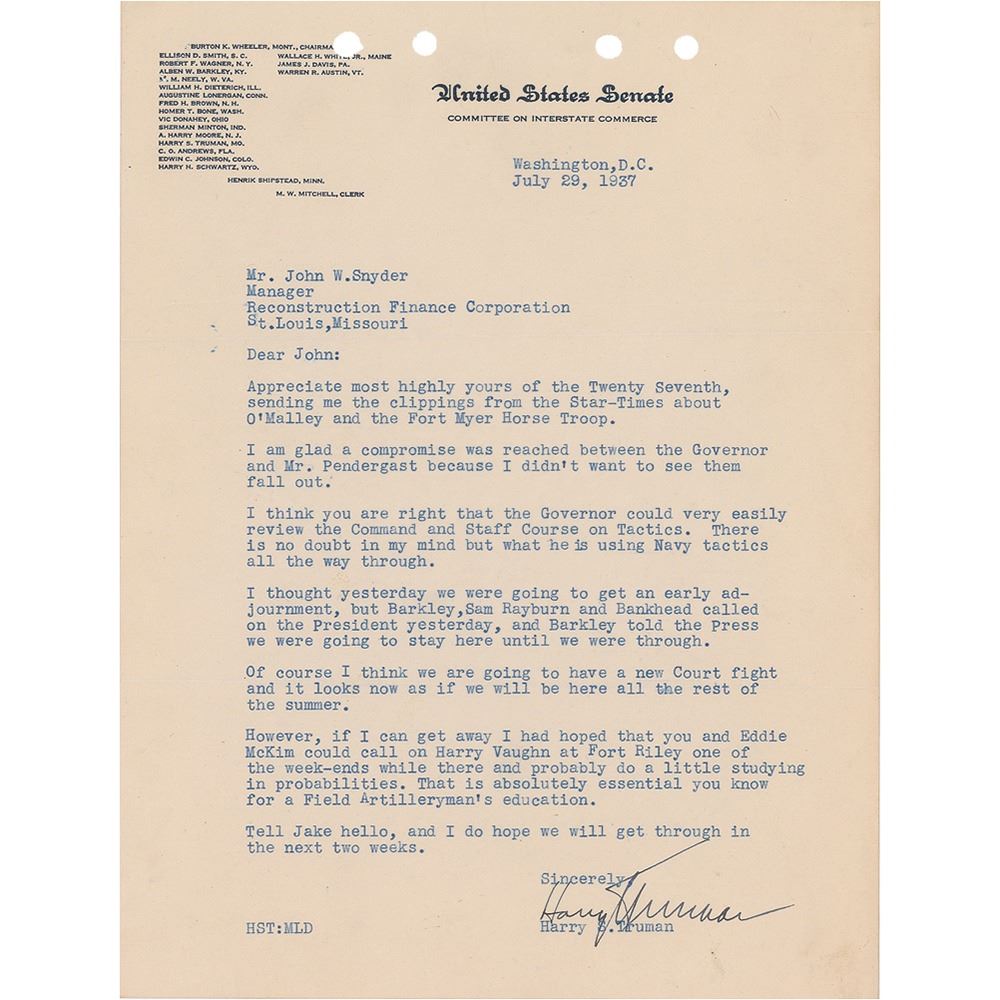 BURTON K. WHEELER, MONT., CHAIRMA
ELLISON D. SMITH, S. C.
ROBERT F. WAGNER, N. Y.
ALBEN W. BARKLEY, KY.
M. M. NEELY, W. VA.
WILLIAM H. DIETERICH, ILL.
AUGUSTINE LONERGAN, CONN.
FRED H. BROWN, N. H.
HOMER T. BONE, WASH.
VIC DONAHEY, OHIO
SHERMAN MINTON, IND.
A. HARRY MOORE, N. J.
HARRY S. TRUMAN, MO.
C. O. ANDREWS, FLA.
EDWIN C. JOHNSON, COLO.
HARRY H. SCHWARTZ, WYO.
WALLACE H. WHITE, JR., MAINE
JAMES J. DAVIS, PA.
WARREN R. AUSTIN, VT.
HENRIK SHIPSTEAD, MINN.
M. W. MITCHELL, CLERK
United States Senate
COMMITTEE ON INTERSTATE COMMERCE
Washington,D.C.
July 29, 1937
Mr. John W.Snyder
Manager
Reconstruction Finance Corporation
St.Louis,Missouri
Dear John:
Appreciate most highly yours of the Twenty Seventh,
sending me the clippings from the Star-Times about
O'Malley and the Fort Myer Horse Troop.
I am glad a compromise was reached between the Governor
and Mr. Pendergast because I didn't want to see them
fall out.
I think you are right that the Governor could very easily
review the Command and Staff Course on Tactics.  There
is no doubt in my mind but what he is using Navy tactics
all the way through.
I thought yesterday we were going to get an early ad-
journment, but Barkley,Sam Rayburn and Bankhead called
on the President yesterday, and Barkley told the Press
we were going to stay here until we were through.
Of course I think we are going to have a new Court fight
and it looks now as if we will be here all the rest of
the summer.
However, if I can get away I had hoped that you and Eddie
McKim could call on Harry Vaughn at Fort Riley one of
the week-ends while there and probably do a little studying
in probabilities. That is absolutely essential you know
for a Field Artilleryman's education.
Tell Jake hello, and I do hope we will get through in
the next two weeks.
Sincerely,
Harry S Truman
Harry S.Truman
HST:MLD